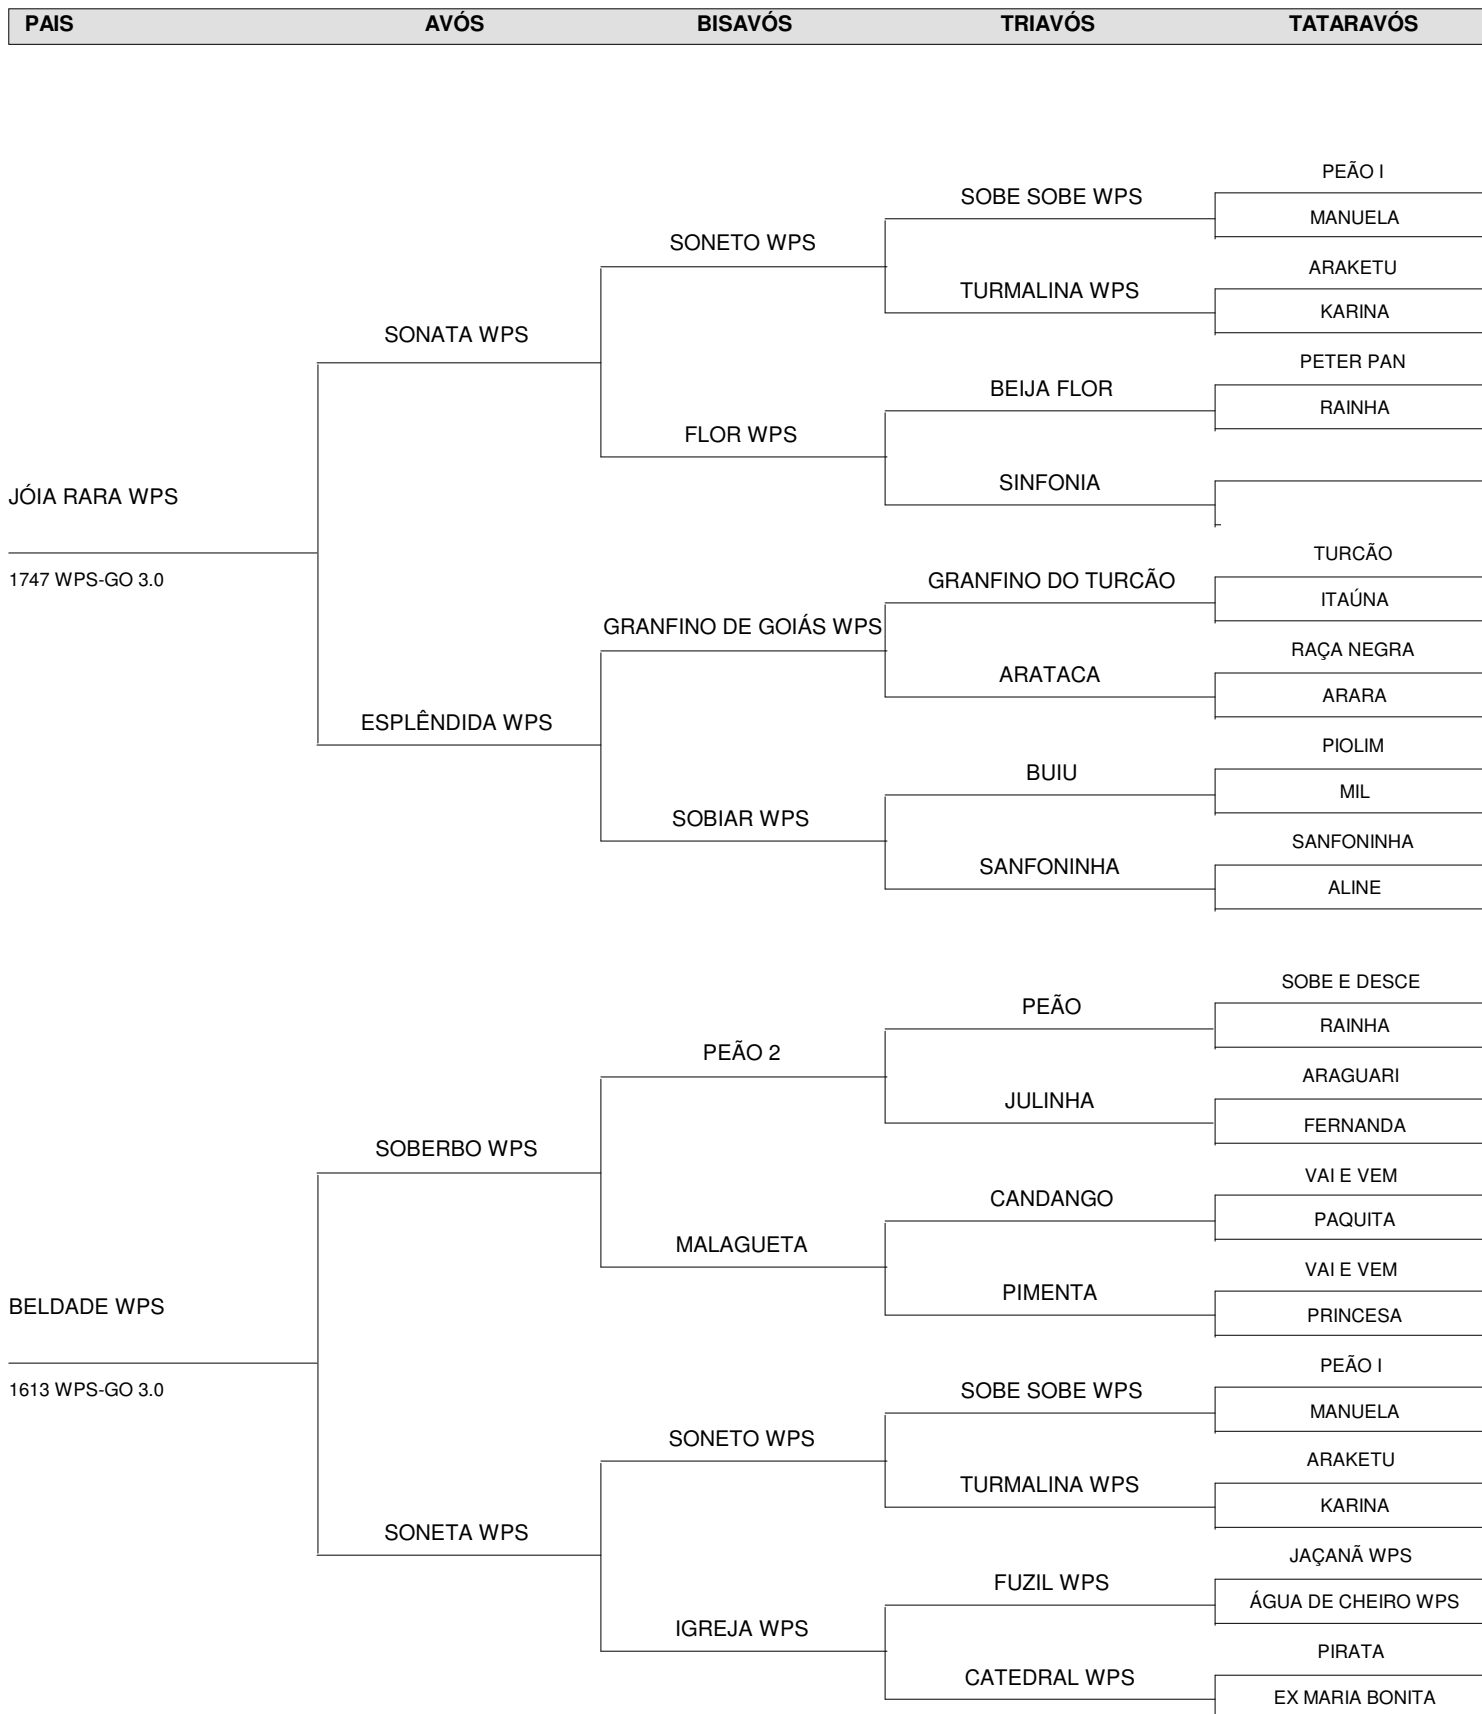 PAIS AVÓS BISAVÓS TRIAVÓS TATARAVÓS
PEÃO I
SOBE SOBE WPS
MANUELA
SONETO WPS
ARAKETU
TURMALINA WPS
KARINA
SONATA WPS
PETER PAN
BEIJA FLOR
RAINHA
FLOR WPS
SINFONIA
JÓIA RARA WPS
TURCÃO
1747 WPS-GO 3.0
GRANFINO DO TURCÃO
ITAÚNA
GRANFINO DE GOIÁS WPS
RAÇA NEGRA
ARATACA
ARARA
ESPLÊNDIDA WPS
PIOLIM
BUIU
MIL
SOBIAR WPS
SANFONINHA
SANFONINHA
ALINE
SOBE E DESCE
PEÃO
RAINHA
PEÃO 2
ARAGUARI
JULINHA
FERNANDA
SOBERBO WPS
VAI E VEM
CANDANGO
PAQUITA
MALAGUETA
VAI E VEM
PIMENTA
BELDADE WPS
PRINCESA
PEÃO I
1613 WPS-GO 3.0
SOBE SOBE WPS
MANUELA
SONETO WPS
ARAKETU
TURMALINA WPS
KARINA
SONETA WPS
JAÇANÃ WPS
FUZIL WPS
ÁGUA DE CHEIRO WPS
IGREJA WPS
PIRATA
CATEDRAL WPS
EX MARIA BONITA